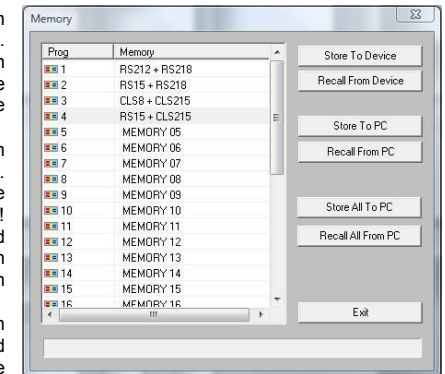 Memory
Prog Memory
1 RS212 + RS218
2 RS15 + RS218
3 CLS8 + CLS215
4 RS15 + CLS215
5 MEMORY 05
6 MEMORY 06
7 MEMORY 07
8 MEMORY 08
9 MEMORY 09
10 MEMORY 10
11 MEMORY 11
12 MEMORY 12
13 MEMORY 13
14 MEMORY 14
15 MEMORY 15
16 MEMORY 16
Store To Device
Recall From Device
Store To PC
Recall From PC
Store All To PC
Recall All From PC
Exit